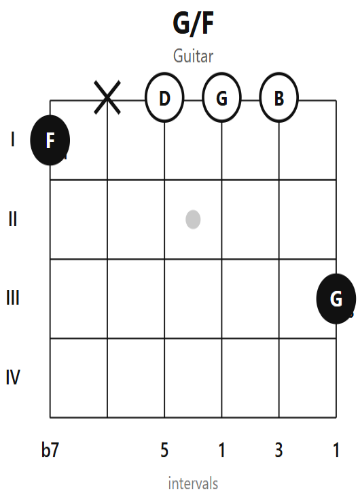 G/F
Guitar
D G B
I F
II
III G
IV
b7 5 1 3 1
intervals